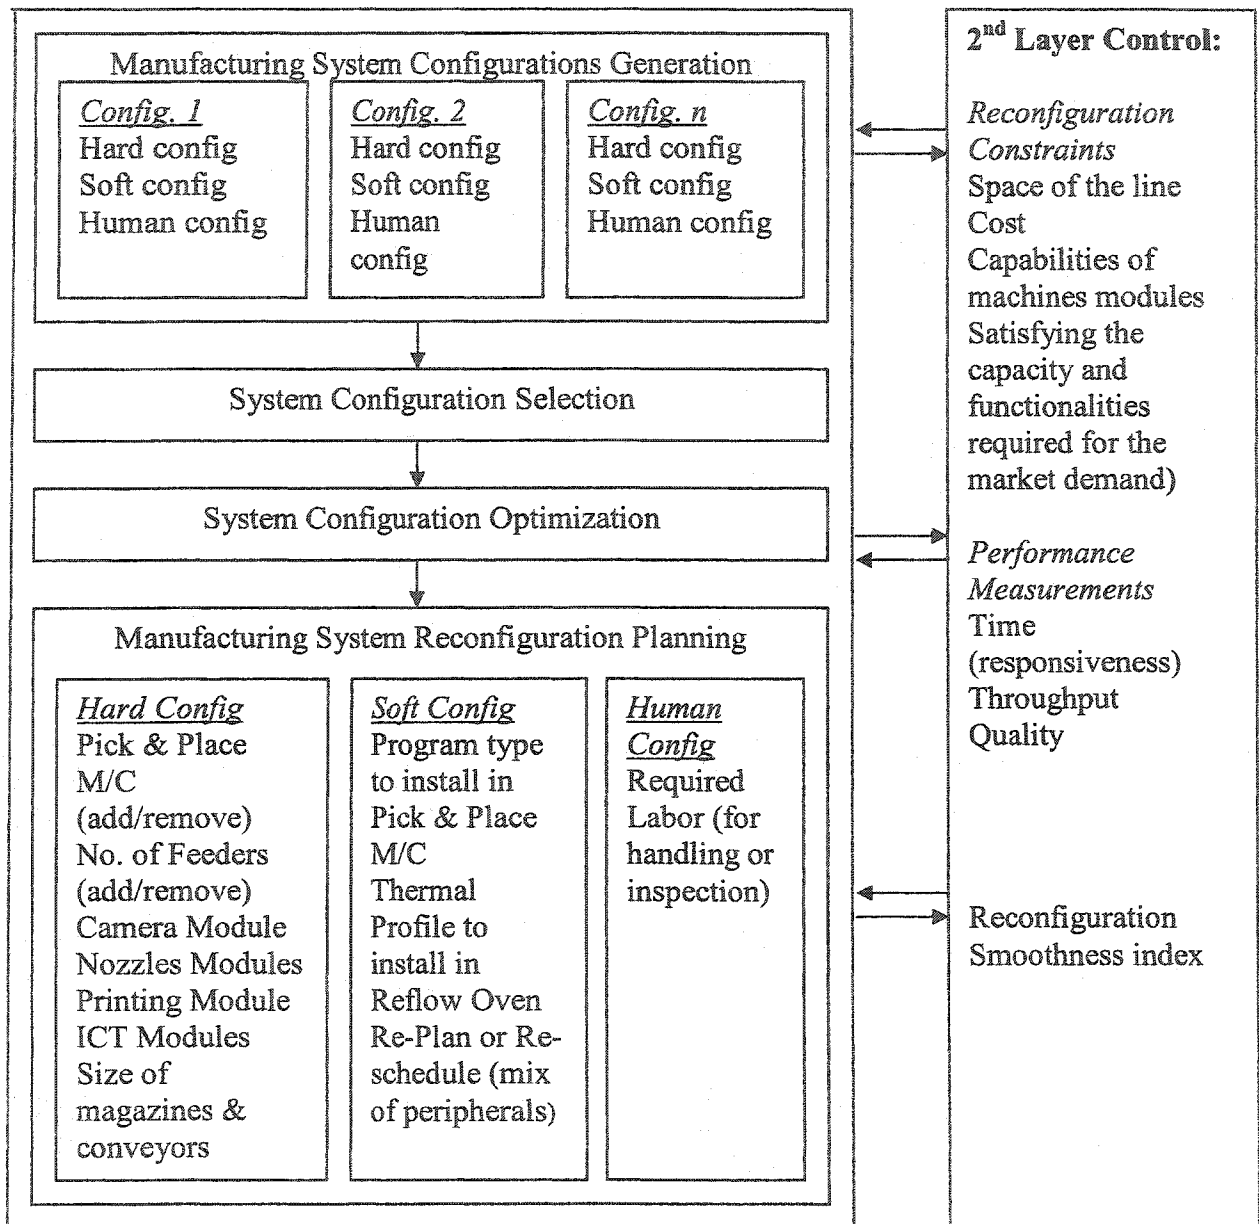 Manufacturing System Configurations Generation
Config. 1
Hard config
Soft config
Human config
Config. 2
Hard config
Soft config
Human
config
Config. n
Hard config
Soft config
Human config
System Configuration Selection
System Configuration Optimization
Manufacturing System Reconfiguration Planning
Hard Config
Pick & Place
M/C
(add/remove)
No. of Feeders
(add/remove)
Camera Module
Nozzles Modules
Printing Module
ICT Modules
Size of
magazines &
conveyors
Soft Config
Program type
to install in
Pick & Place
M/C
Thermal
Profile to
install in
Reflow Oven
Re-Plan or Re-
schedule (mix
of peripherals)
Human
Config
Required
Labor (for
handling or
inspection)
2nd Layer Control:
Reconfiguration
Constraints
Space of the line
Cost
Capabilities of
machines modules
Satisfying the
capacity and
functionalities
required for the
market demand)
Performance
Measurements
Time
(responsiveness)
Throughput
Quality
Reconfiguration
Smoothness index